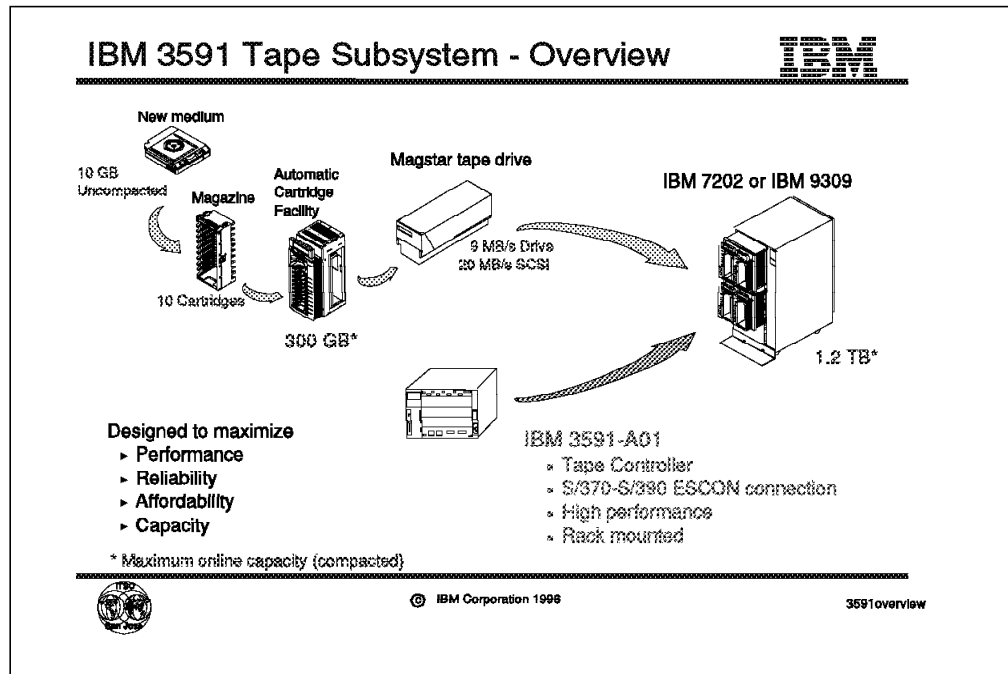 IBM 3591 Tape Subsystem - Overview
IBM
New medium
10 GB
Uncompacted
Magazine
10 Cartridges
Automatic
Cartridge
Facility
300 GB*
Magstar tape drive
9 MB/s Drive
20 MB/s SCSI
IBM 7202 or IBM 9309
1.2 TB*
Designed to maximize
▸ Performance
▸ Reliability
▸ Affordability
▸ Capacity
IBM 3591-A01
▫ Tape Controller
▫ S/370-S/390 ESCON connection
▫ High performance
▫ Rack mounted
* Maximum online capacity (compacted)
ITSO
San Jose
© IBM Corporation 1996
3591overview